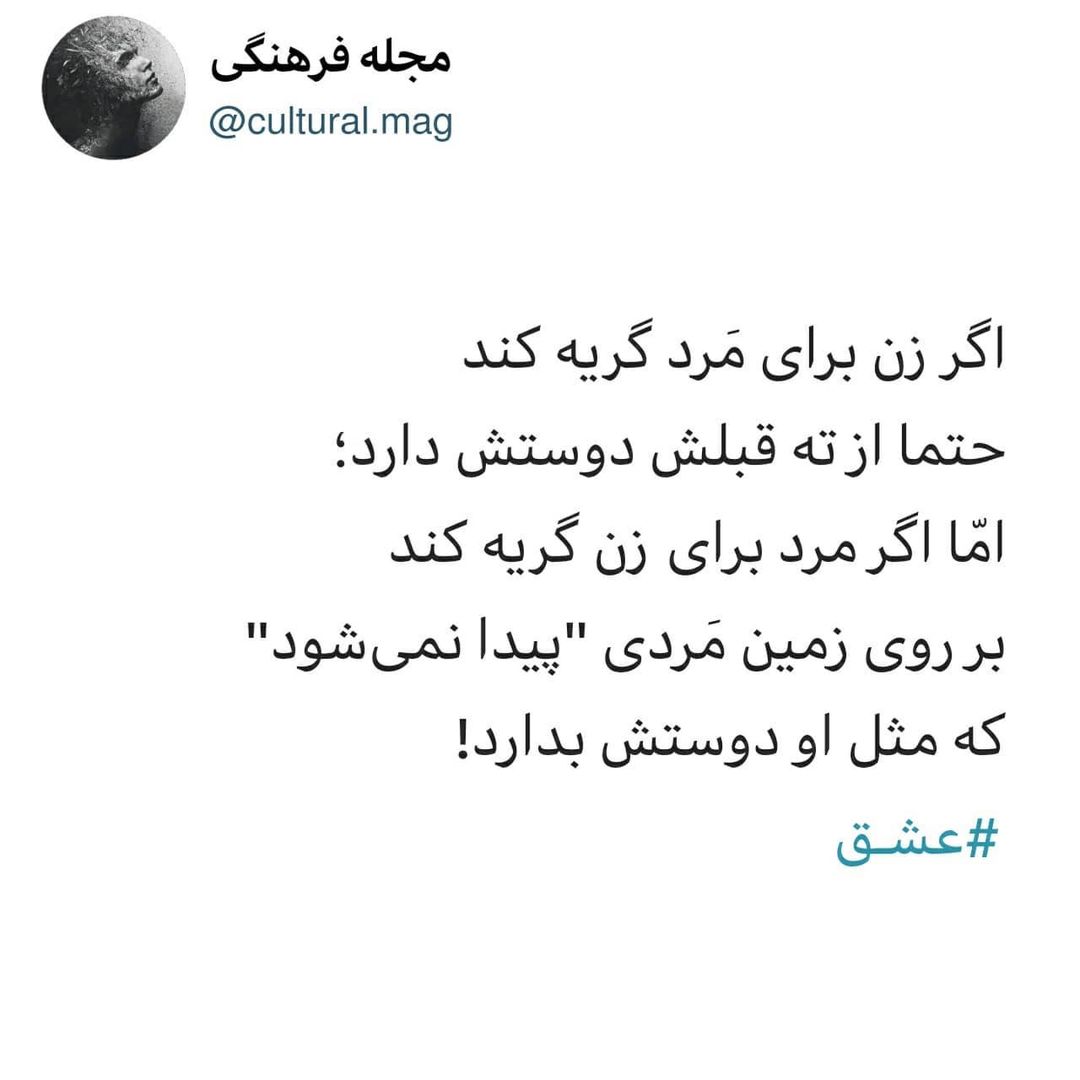 مجله فرهنگی
@cultural.mag
اگر زن برای مَرد گریه کند
حتما از ته قبلش دوستش دارد؛
امّا اگر مرد برای زن گریه کند
بر روی زمین مَردی "پیدا نمی‌شود"
که مثل او دوستش بدارد!
#عشـق